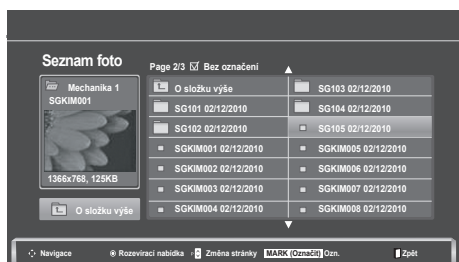 Seznam foto
Page 2/3 ☑ Bez označení
Mechanika 1
SGKIM001
1366x768, 125KB
O složku výše
O složku výše
SG101 02/12/2010
SG102 02/12/2010
SGKIM001 02/12/2010
SGKIM002 02/12/2010
SGKIM003 02/12/2010
SGKIM004 02/12/2010
SG103 02/12/2010
SG104 02/12/2010
SG105 02/12/2010
SGKIM005 02/12/2010
SGKIM006 02/12/2010
SGKIM007 02/12/2010
SGKIM008 02/12/2010
Navigace Rozevírací nabídka P Změna stránky MARK (Označit) Ozn. Zpět